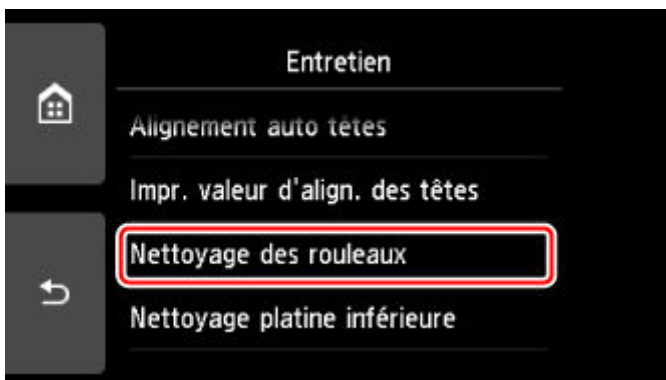 Entretien
Alignement auto têtes
Impr. valeur d'align. des têtes
Nettoyage des rouleaux
Nettoyage platine inférieure